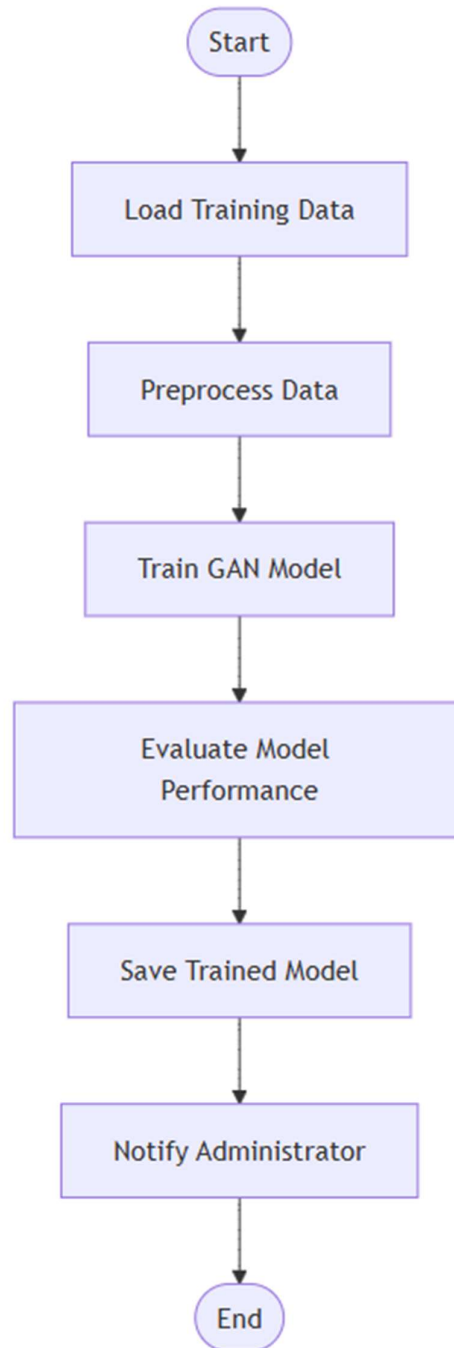 Start
Load Training Data
Preprocess Data
Train GAN Model
Evaluate Model
Performance
Save Trained Model
Notify Administrator
End